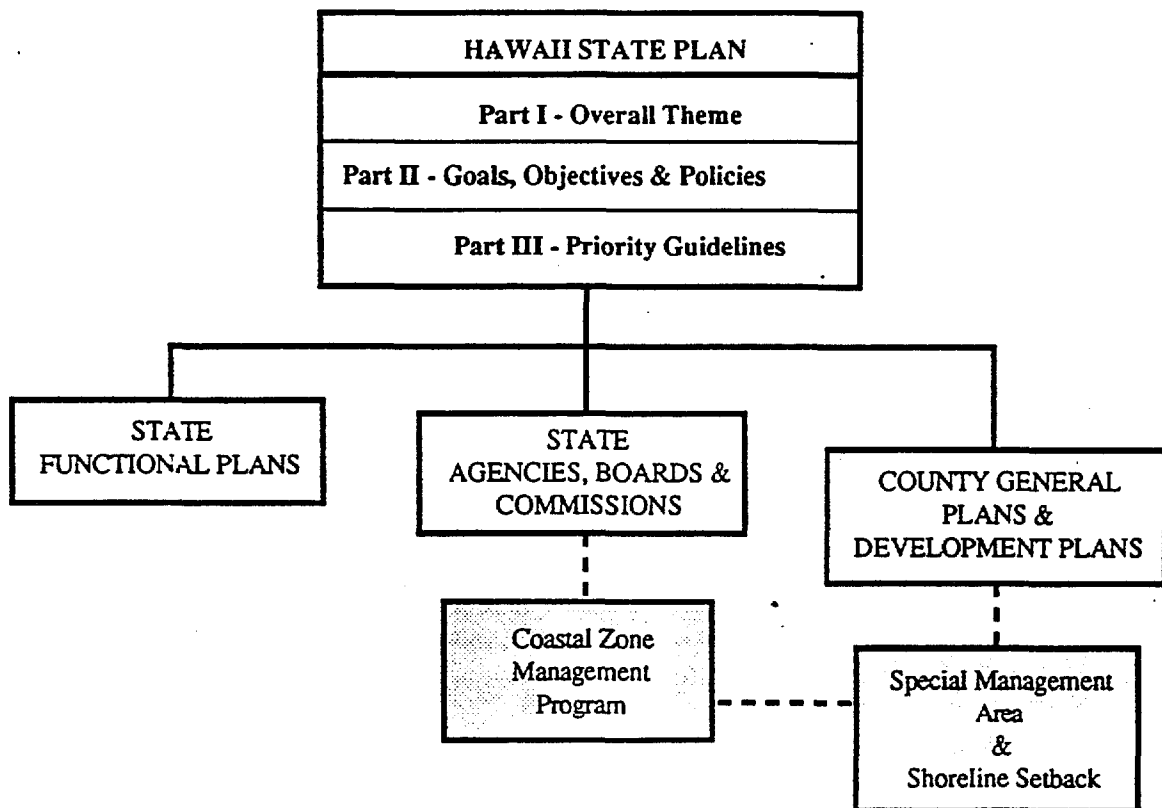 HAWAII STATE PLAN
Part I - Overall Theme
Part II - Goals, Objectives & Policies
Part III - Priority Guidelines
STATE
FUNCTIONAL PLANS
STATE
AGENCIES, BOARDS &
COMMISSIONS
COUNTY GENERAL
PLANS &
DEVELOPMENT PLANS
Coastal Zone
Management
Program
Special Management
Area
&
Shoreline Setback